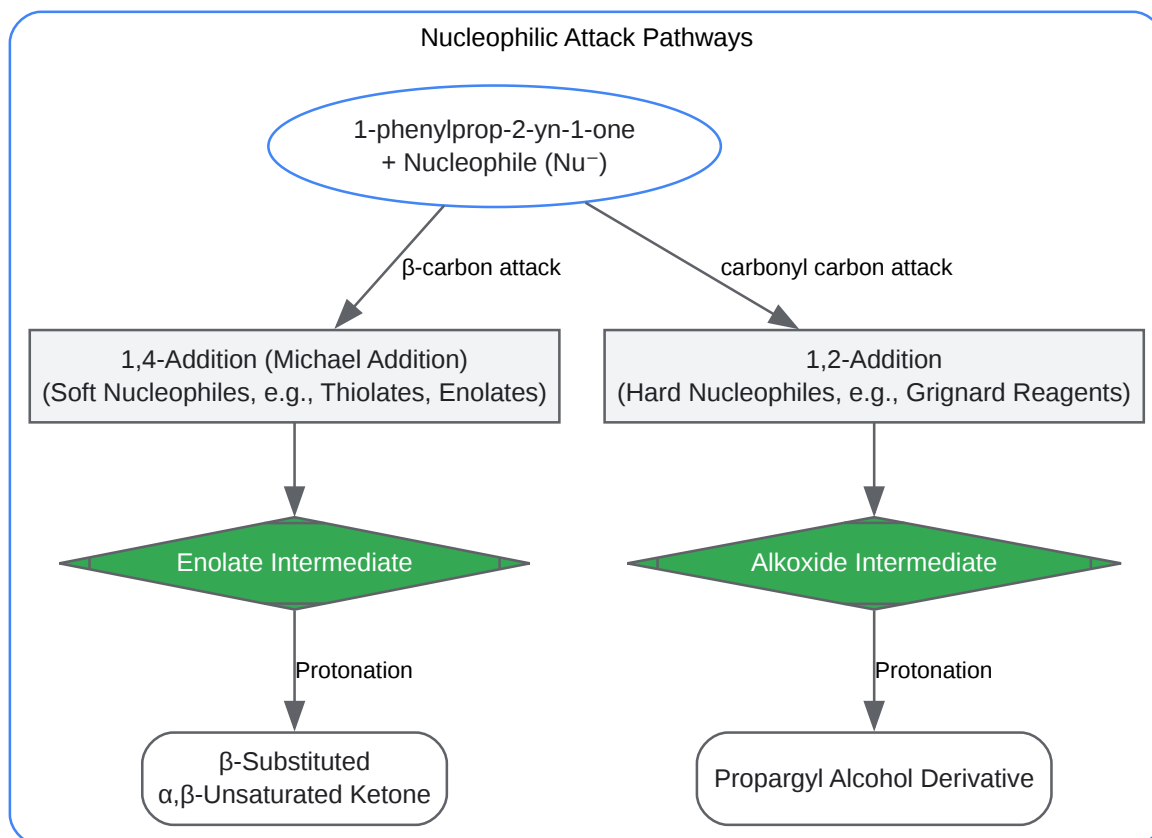 Nucleophilic Attack Pathways
1-phenylprop-2-yn-1-one
+ Nucleophile (Nu⁻)
β-carbon attack
carbonyl carbon attack
1,4-Addition (Michael Addition)
(Soft Nucleophiles, e.g., Thiolates, Enolates)
1,2-Addition
(Hard Nucleophiles, e.g., Grignard Reagents)
Enolate Intermediate
Alkoxide Intermediate
Protonation
Protonation
β-Substituted
α,β-Unsaturated Ketone
Propargyl Alcohol Derivative